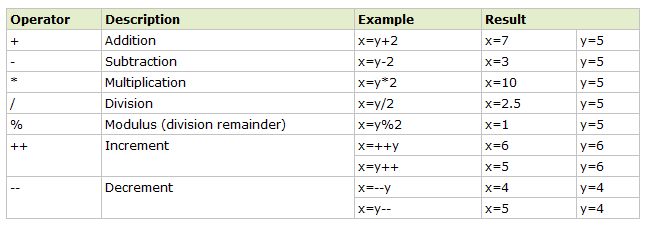 Operator Description Example Result
+ Addition x=y+2 x=7 y=5
- Subtraction x=y-2 x=3 y=5
* Multiplication x=y*2 x=10 y=5
/ Division x=y/2 x=2.5 y=5
% Modulus (division remainder) x=y%2 x=1 y=5
++ Increment x=++y x=6 y=6
x=y++ x=5 y=6
-- Decrement x=--y x=4 y=4
x=y-- x=5 y=4